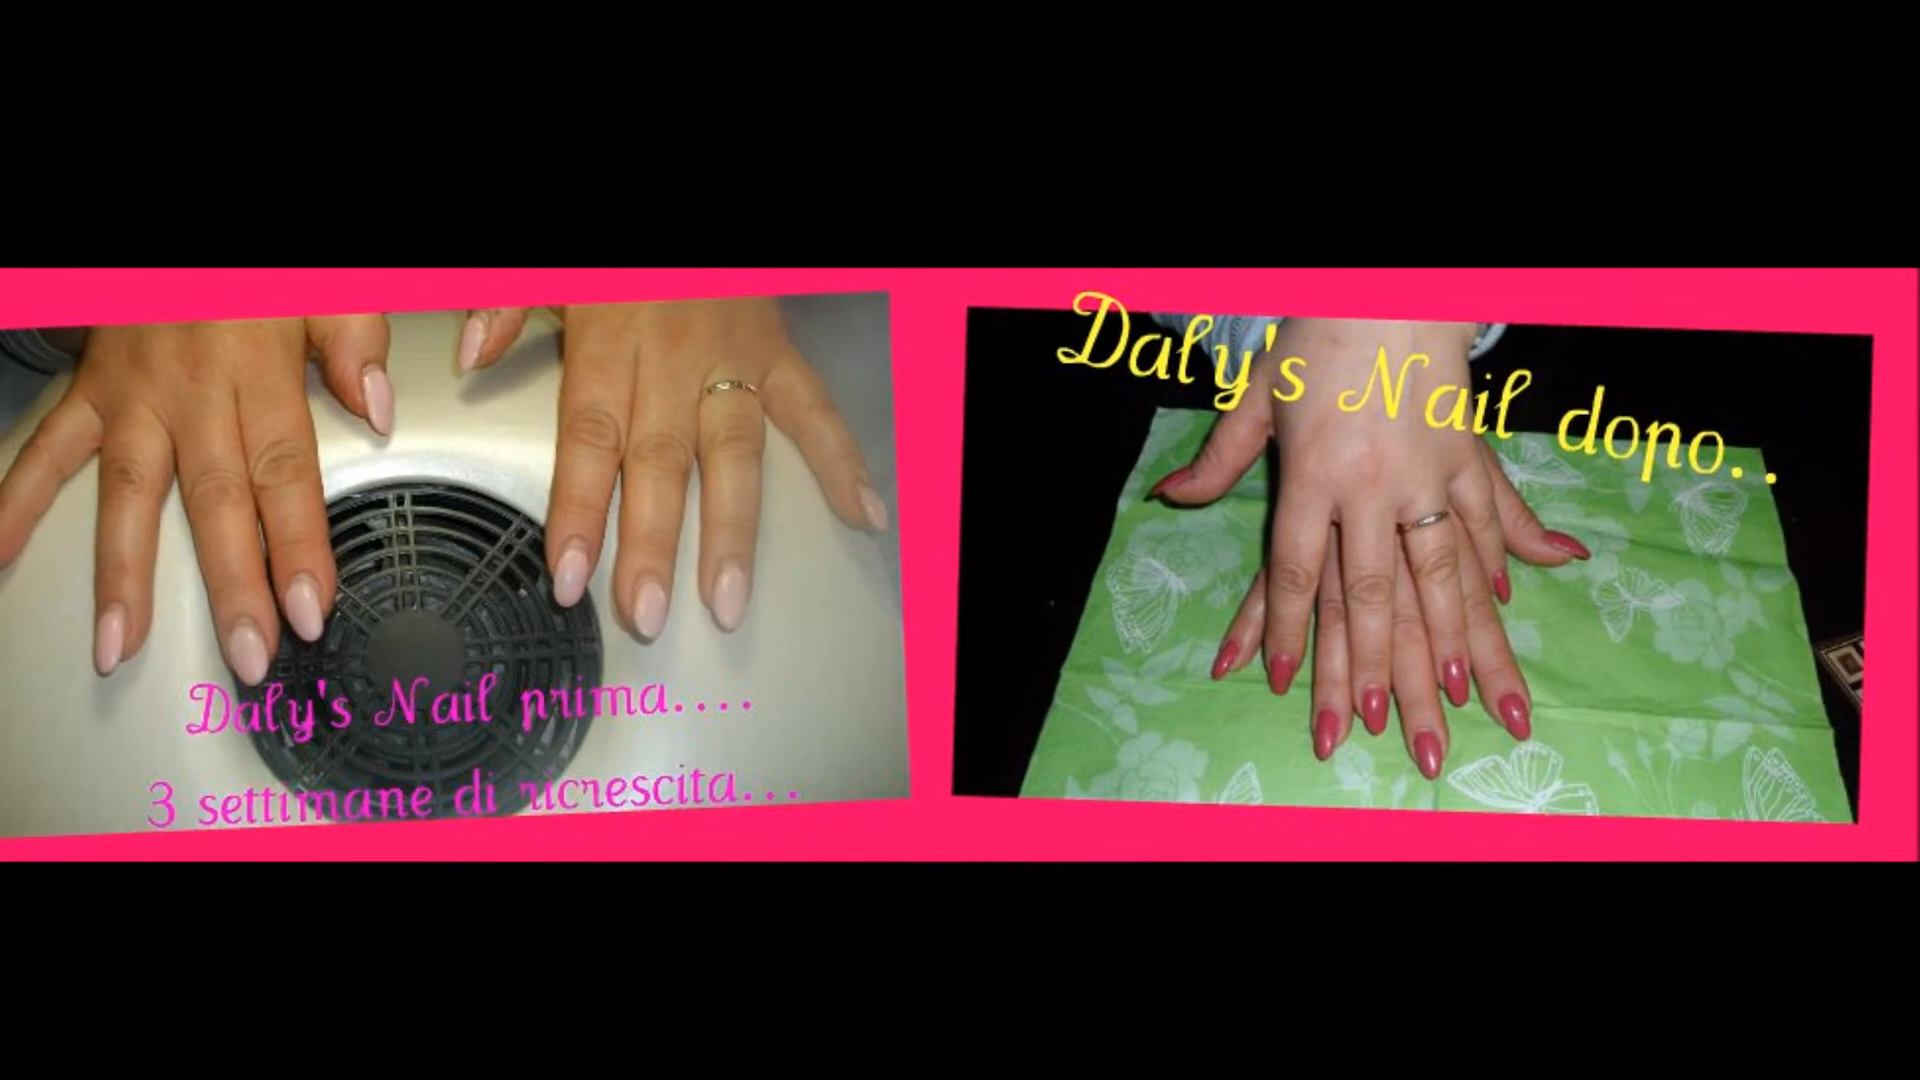 Daly's Nail prima....
3 settimane di ricrescita...
Daly's Nail dopo..